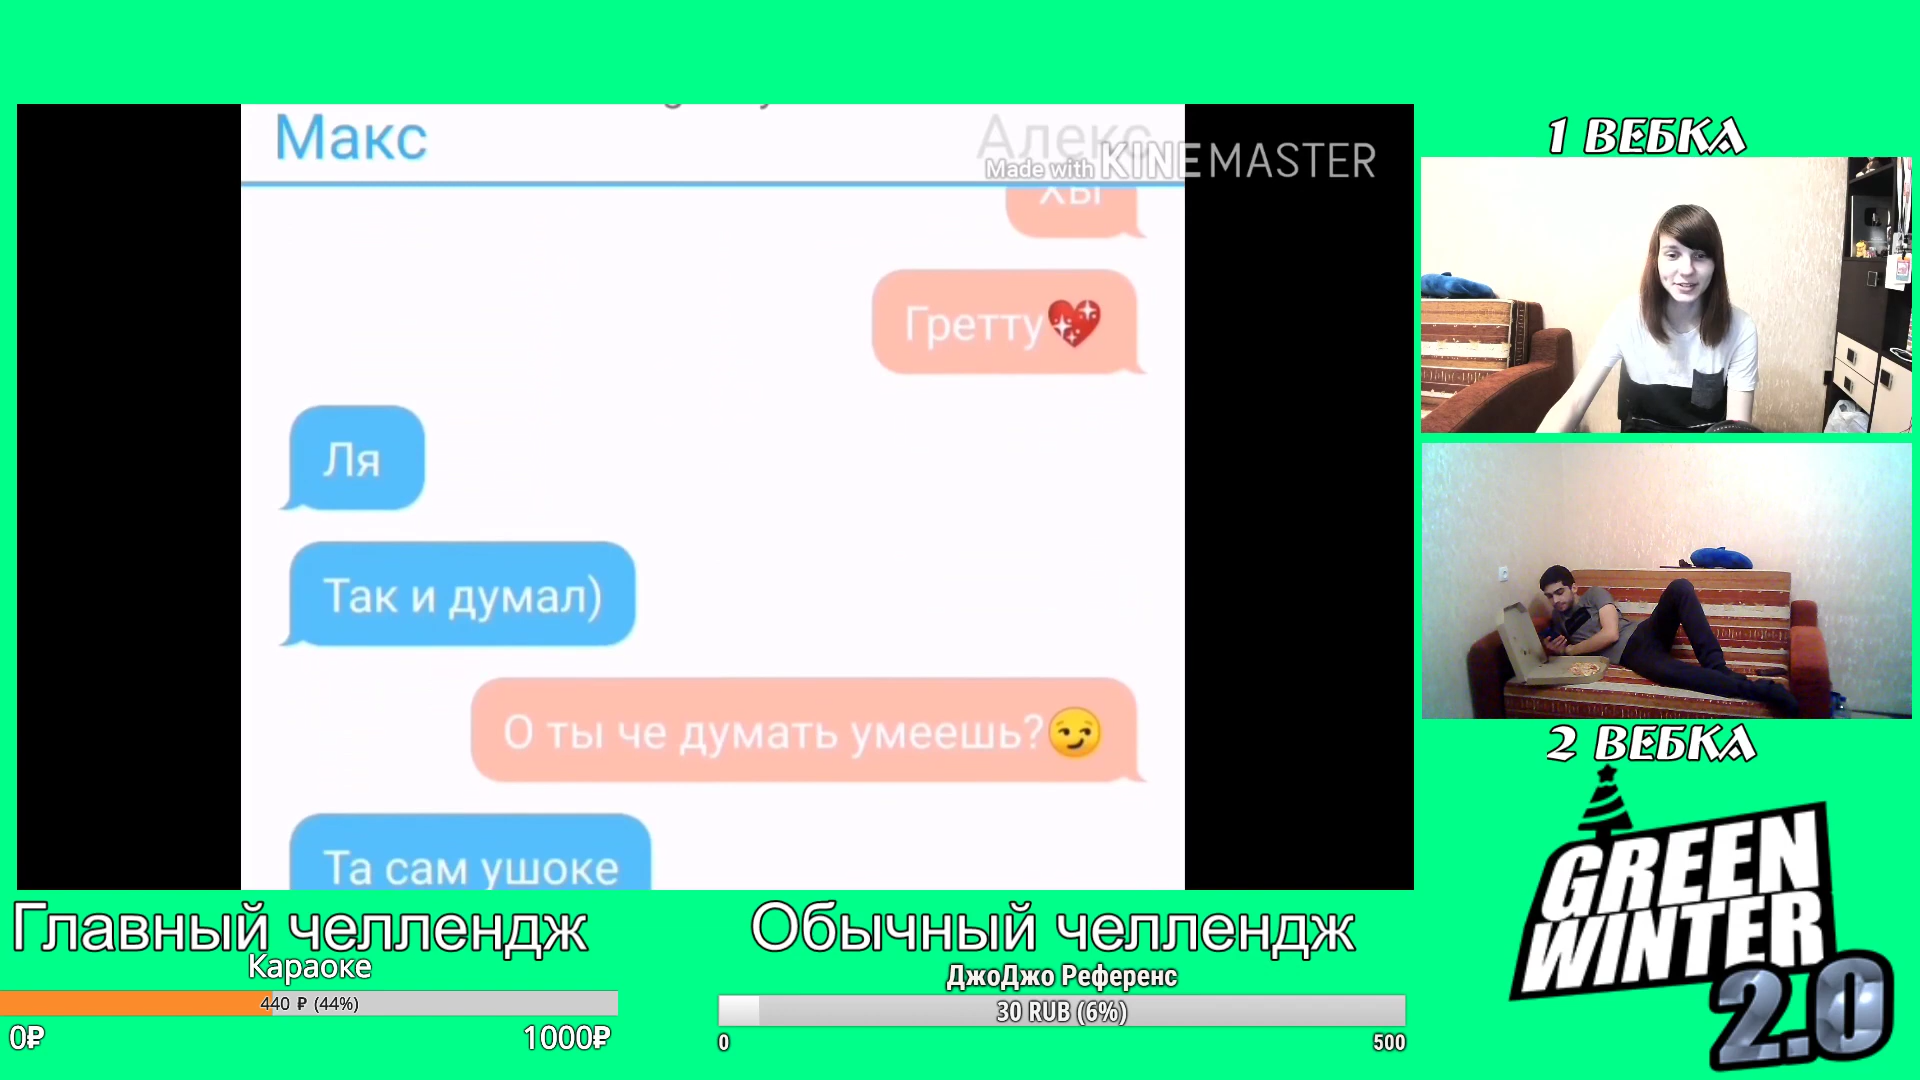 Макс
Алекс
Made with KINEMASTER
Хы
Гретту💖
Ля
Так и думал)
О ты че думать умеешь?😏
Та сам ушоке
1 ВЕБКА
2 ВЕБКА
GREEN
WINTER
2.0
Главный челлендж
Караоке
440 ₽ (44%)
0₽
1000₽
Обычный челлендж
ДжоДжо Референс
30 RUB (6%)
0
500